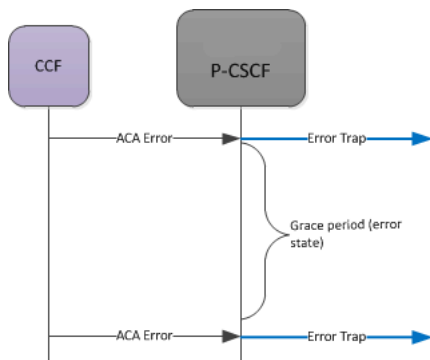 CCF
P-CSCF
ACA Error
Error Trap
Grace period (error
state)
ACA Error
Error Trap